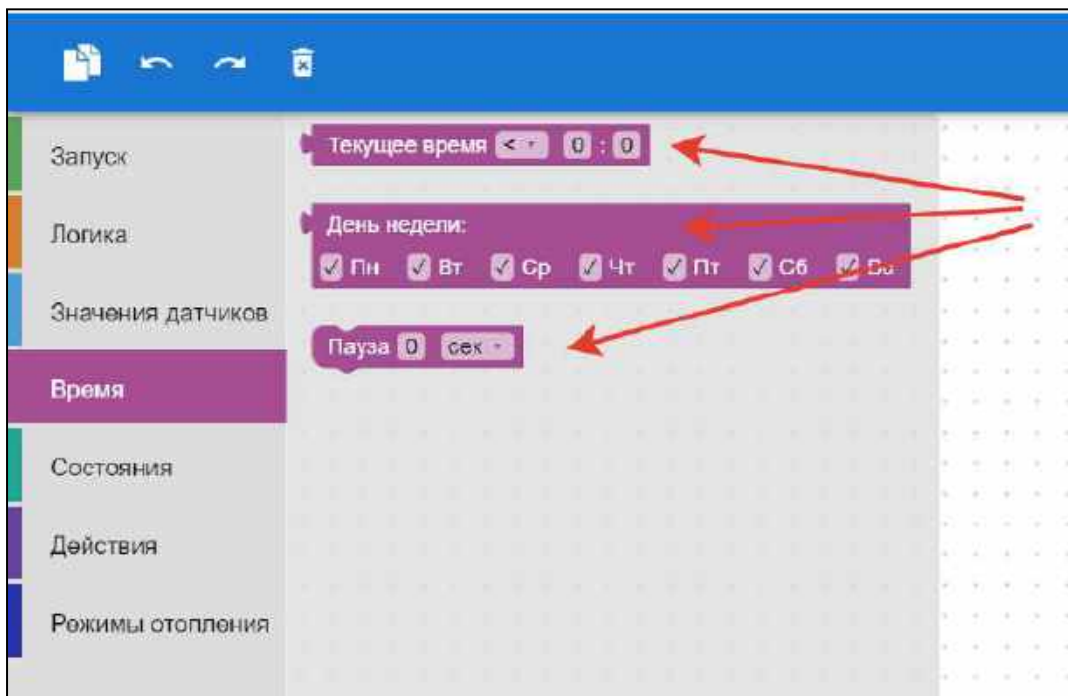 Запуск
Логика
Значения датчиков
Время
Состояния
Действия
Режимы отопления
Текущее время < 0 : 0
День недели:
Пн Вт Ср Чт Пт Сб
Пауза 0 сек